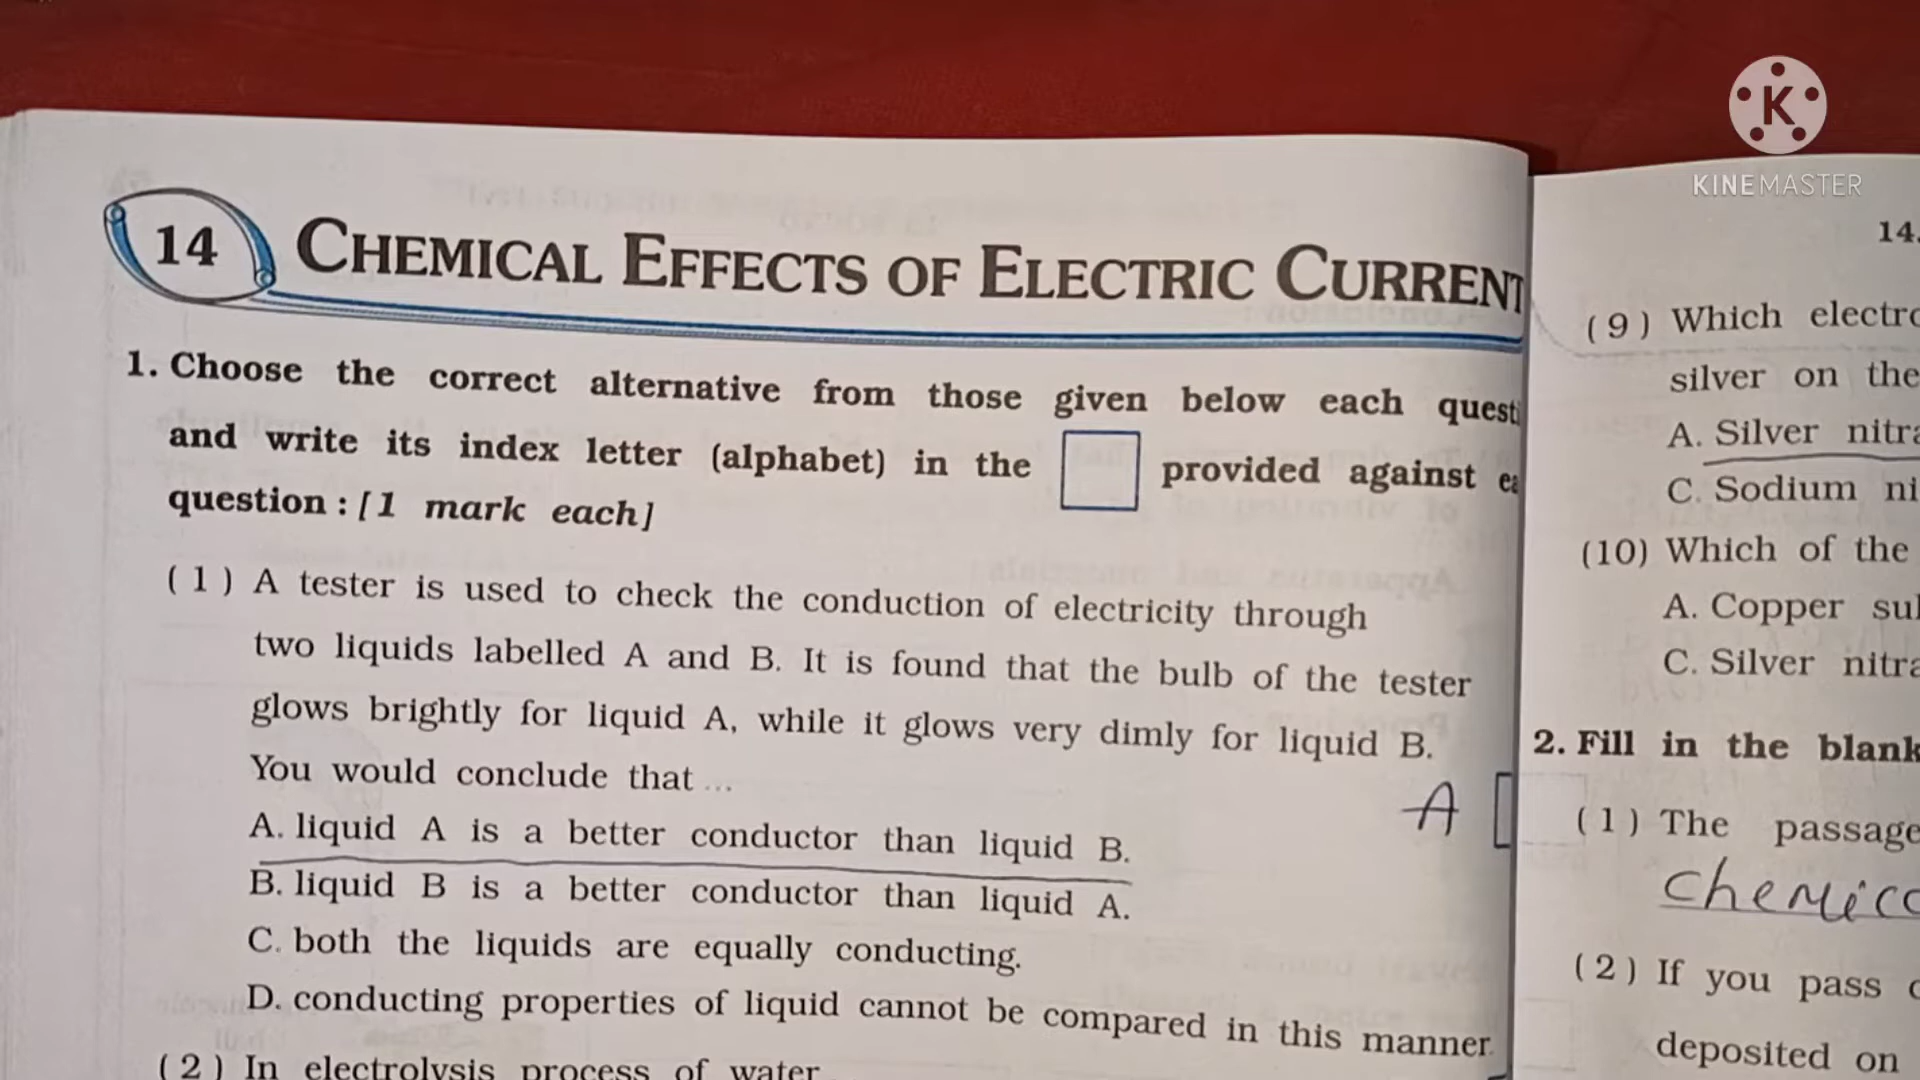 KINEMASTER
14 CHEMICAL EFFECTS OF ELECTRIC CURRENT
1. Choose the correct alternative from those given below each
and write its index letter (alphabet) in the provided against
question : [1 mark each]
( 1 ) A tester is used to check the conduction of electricity through
two liquids labelled A and B. It is found that the bulb of the tester
glows brightly for liquid A, while it glows very dimly for liquid B.
You would conclude that ...
A
A. liquid A is a better conductor than liquid B.
B. liquid B is a better conductor than liquid A.
C. both the liquids are equally conducting.
D. conducting properties of liquid cannot be compared in this manner.
( 2 ) In electrolysis process of water
14.
( 9 ) Which
silver on the
A. Silver
C. Sodium
(10) Which of the
A. Copper
C. Silver
2. Fill in the
( 1 ) The passage
( 2 ) If you pass
deposited on